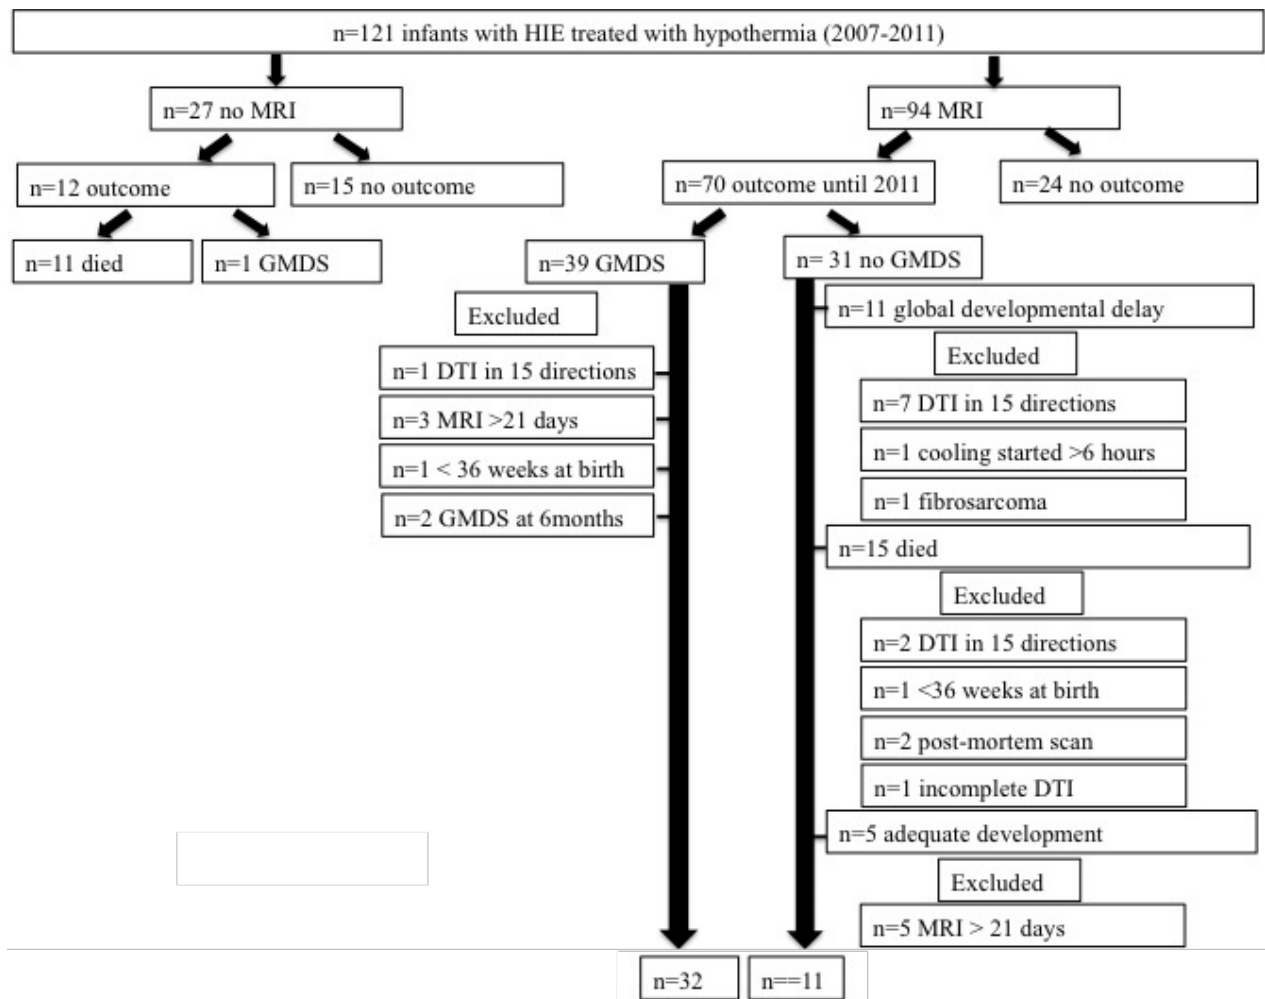 n=121 infants with HIE treated with hypothermia (2007-2011)
n=27 no MRI
n=94 MRI
n=12 outcome
n=15 no outcome
n=70 outcome until 2011
n=24 no outcome
n=11 died
n=1 GMDS
n=39 GMDS
n= 31 no GMDS
Excluded
n=1 DTI in 15 directions
n=3 MRI >21 days
n=1 < 36 weeks at birth
n=2 GMDS at 6months
n=11 global developmental delay
Excluded
n=7 DTI in 15 directions
n=1 cooling started >6 hours
n=1 fibrosarcoma
n=15 died
Excluded
n=2 DTI in 15 directions
n=1 <36 weeks at birth
n=2 post-mortem scan
n=1 incomplete DTI
n=5 adequate development
Excluded
n=5 MRI > 21 days
n=32
n==11